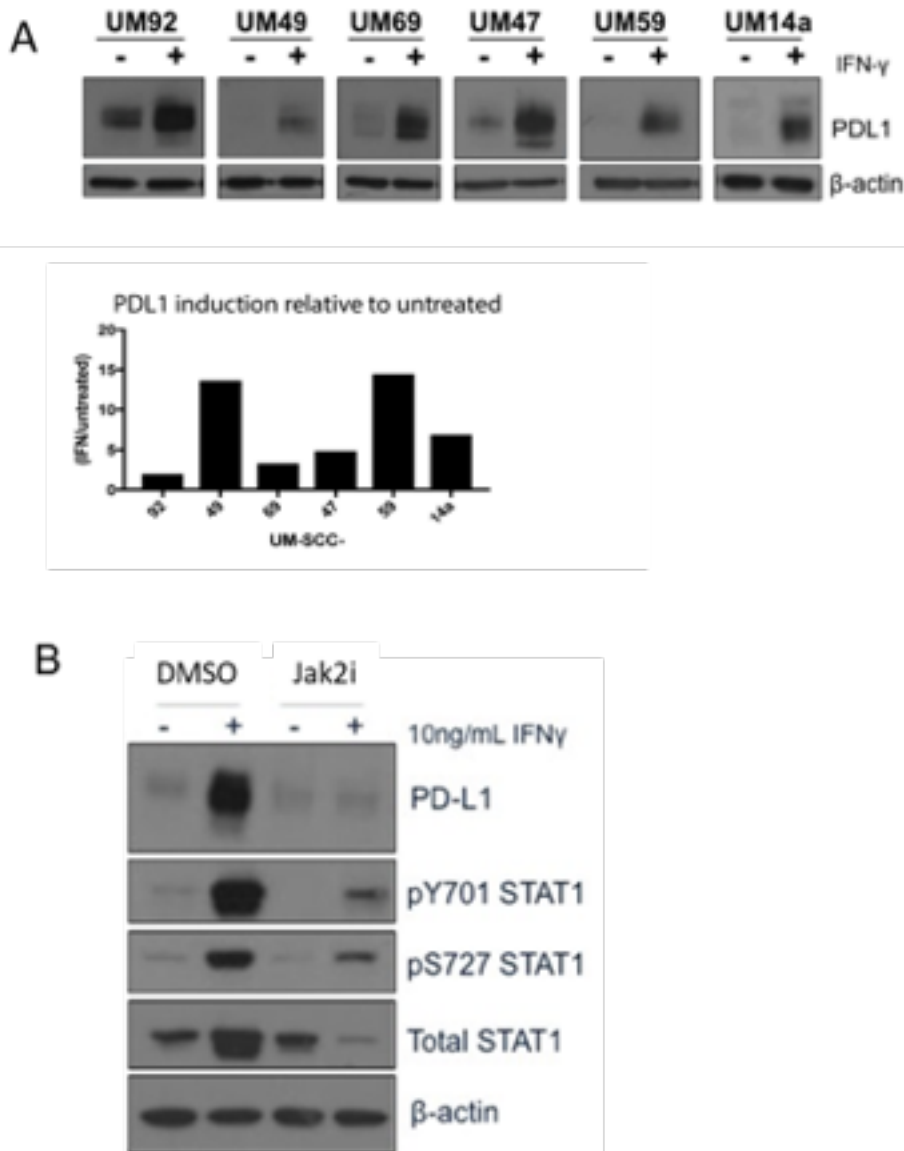 A
UM92 UM49 UM69 UM47 UM59 UM14a
- + - + - + - + - + - + IFN-γ
PDL1
β-actin
PDL1 induction relative to untreated
(IFN/untreated)
20
15
10
5
0
92 49 69 47 59 14a
UM-SCC-
B
DMSO Jak2i
- + - + 10ng/mL IFNγ
PD-L1
pY701 STAT1
pS727 STAT1
Total STAT1
β-actin